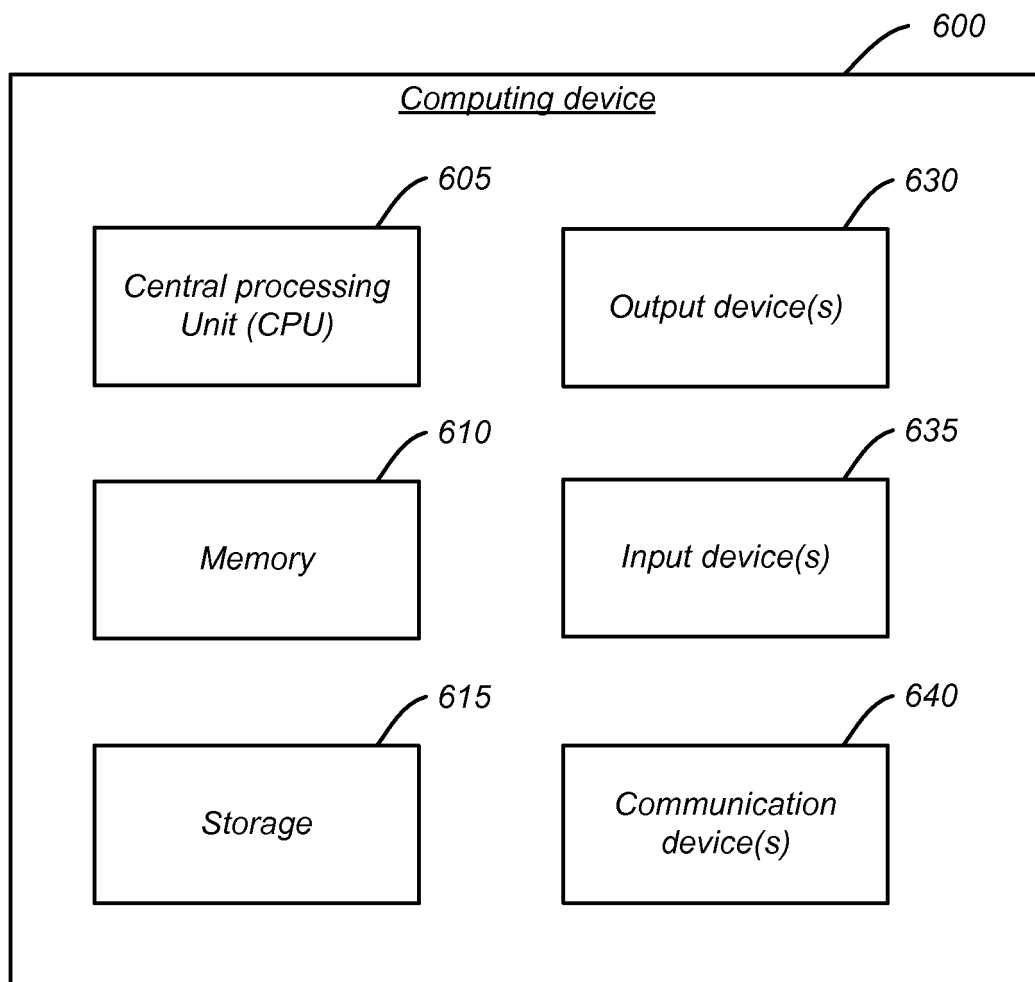 600
Computing device
605
630
Central processing
Unit (CPU)
Output device(s)
610
635
Memory
Input device(s)
615
640
Storage
Communication
device(s)